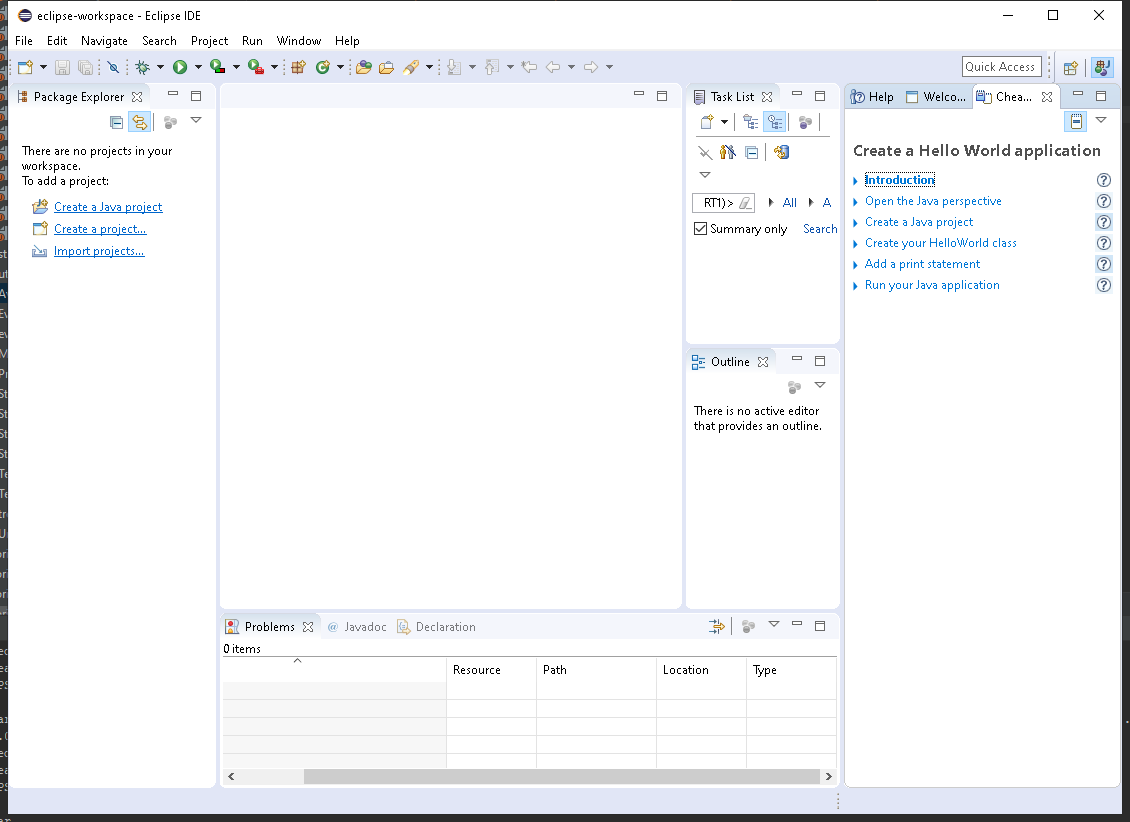 eclipse-workspace - Eclipse IDE
File Edit Navigate Search Project Run Window Help
Quick Access
Package Explorer
There are no projects in your
workspace.
To add a project:
Create a Java project
Create a project...
Import projects...
Task List
RT1)> All A
Summary only Search
Outline
There is no active editor
that provides an outline.
Help Welco... Chea...
Create a Hello World application
Introduction
Open the Java perspective
Create a Java project
Create your HelloWorld class
Add a print statement
Run your Java application
Problems @ Javadoc Declaration
0 items
Resource Path Location Type